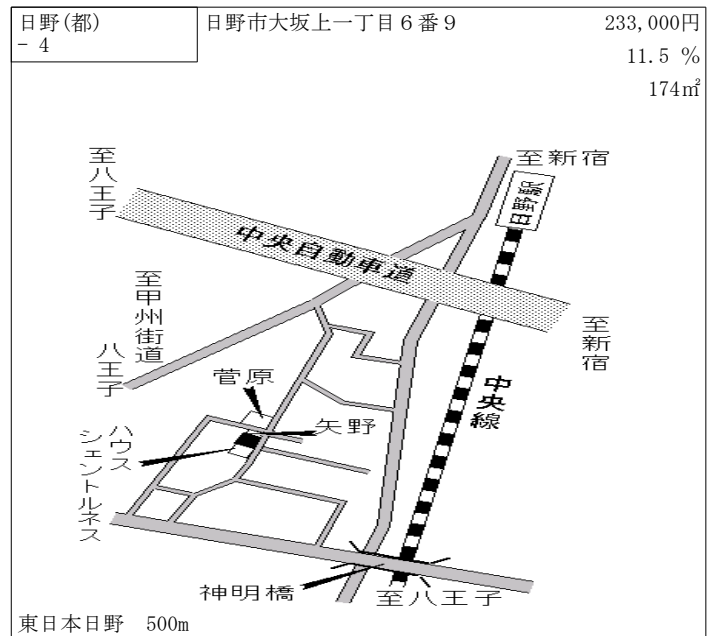 日野(都)
- 4
日野市大坂上一丁目６番９
233,000円
11.5 %
174㎡
至八王子
至新宿
日野駅
中央自動車道
至甲州街道
八王子
至新宿
中央線
菅原
矢野
ハウス
シェントルネス
神明橋
至八王子
東日本日野　500m